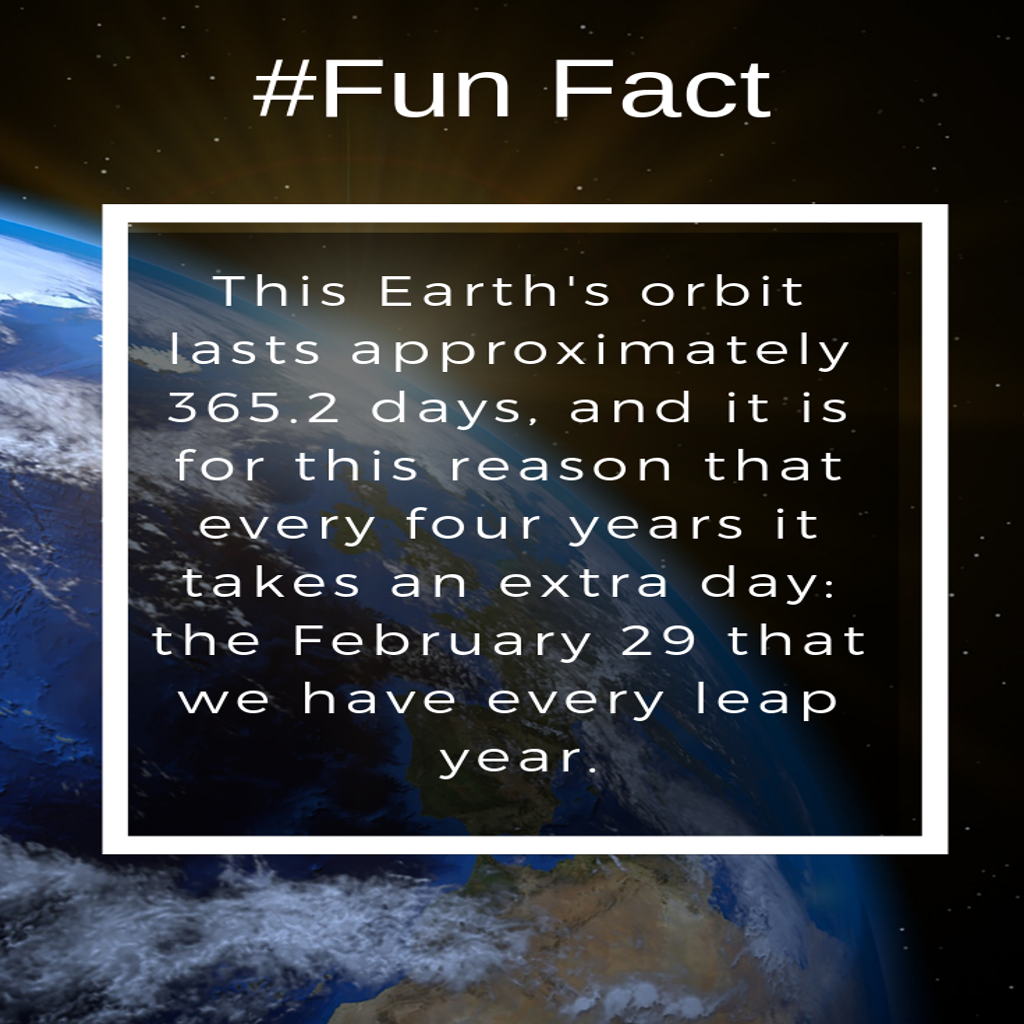 #Fun Fact
This Earth's orbit
lasts approximately
365.2 days, and it is
for this reason that
every four years it
takes an extra day:
the February 29 that
we have every leap
year.